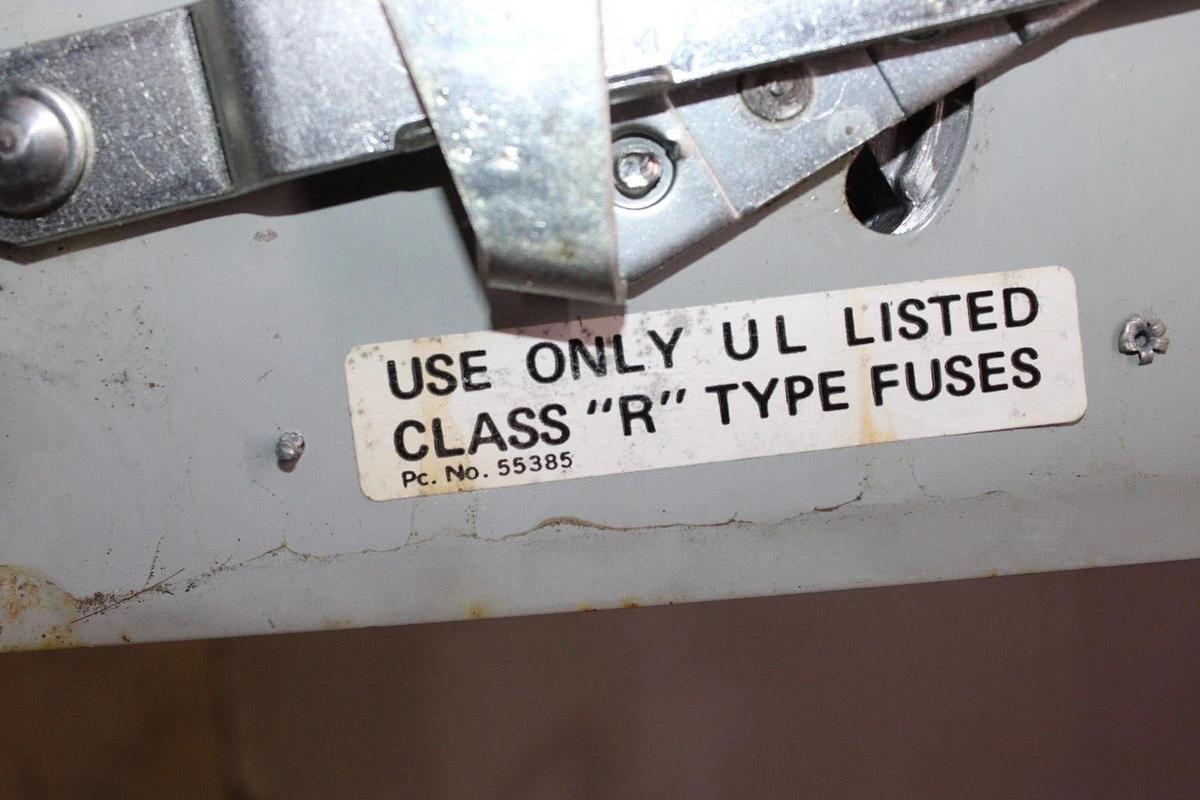 USE ONLY UL LISTED
CLASS "R" TYPE FUSES
Pc. No. 55385